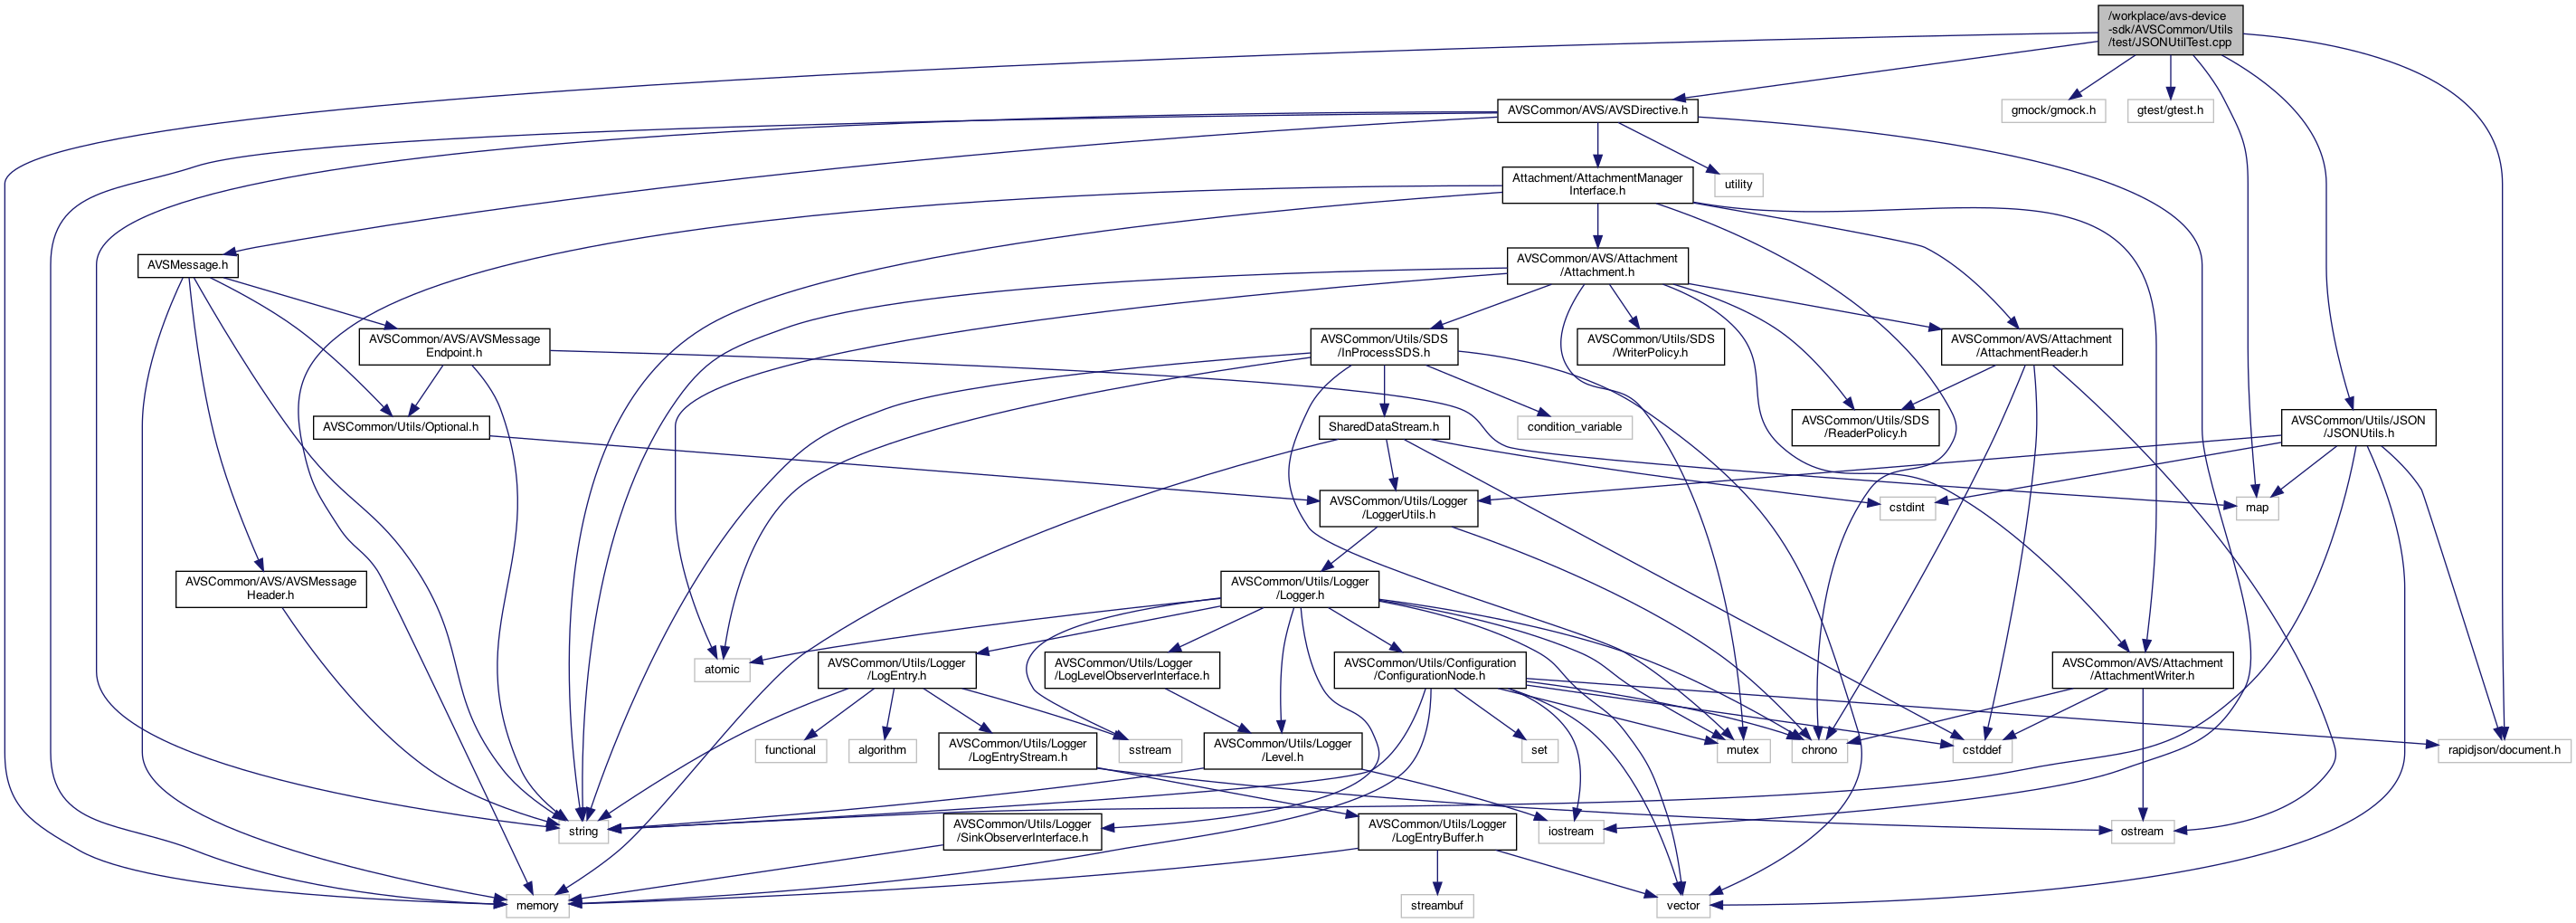 /workplace/avs-device
-sdk/AVSCommon/Utils
/test/JSONUtilTest.cpp
AVSCommon/AVS/AVSDirective.h
gmock/gmock.h
gtest/gtest.h
Attachment/AttachmentManager
Interface.h
utility
AVSMessage.h
AVSCommon/AVS/Attachment
/Attachment.h
AVSCommon/AVS/AVSMessage
Endpoint.h
AVSCommon/Utils/SDS
/InProcessSDS.h
AVSCommon/Utils/SDS
/WriterPolicy.h
AVSCommon/AVS/Attachment
/AttachmentReader.h
AVSCommon/Utils/Optional.h
SharedDataStream.h
condition_variable
AVSCommon/Utils/SDS
/ReaderPolicy.h
AVSCommon/Utils/JSON
/JSONUtils.h
AVSCommon/Utils/Logger
/LoggerUtils.h
cstdint
map
AVSCommon/AVS/AVSMessage
Header.h
AVSCommon/Utils/Logger
/Logger.h
atomic
AVSCommon/Utils/Logger
/LogEntry.h
AVSCommon/Utils/Logger
/LogLevelObserverInterface.h
AVSCommon/Utils/Configuration
/ConfigurationNode.h
AVSCommon/AVS/Attachment
/AttachmentWriter.h
functional
algorithm
AVSCommon/Utils/Logger
/LogEntryStream.h
sstream
AVSCommon/Utils/Logger
/Level.h
set
mutex
chrono
cstddef
rapidjson/document.h
string
AVSCommon/Utils/Logger
/SinkObserverInterface.h
AVSCommon/Utils/Logger
/LogEntryBuffer.h
iostream
ostream
memory
streambuf
vector